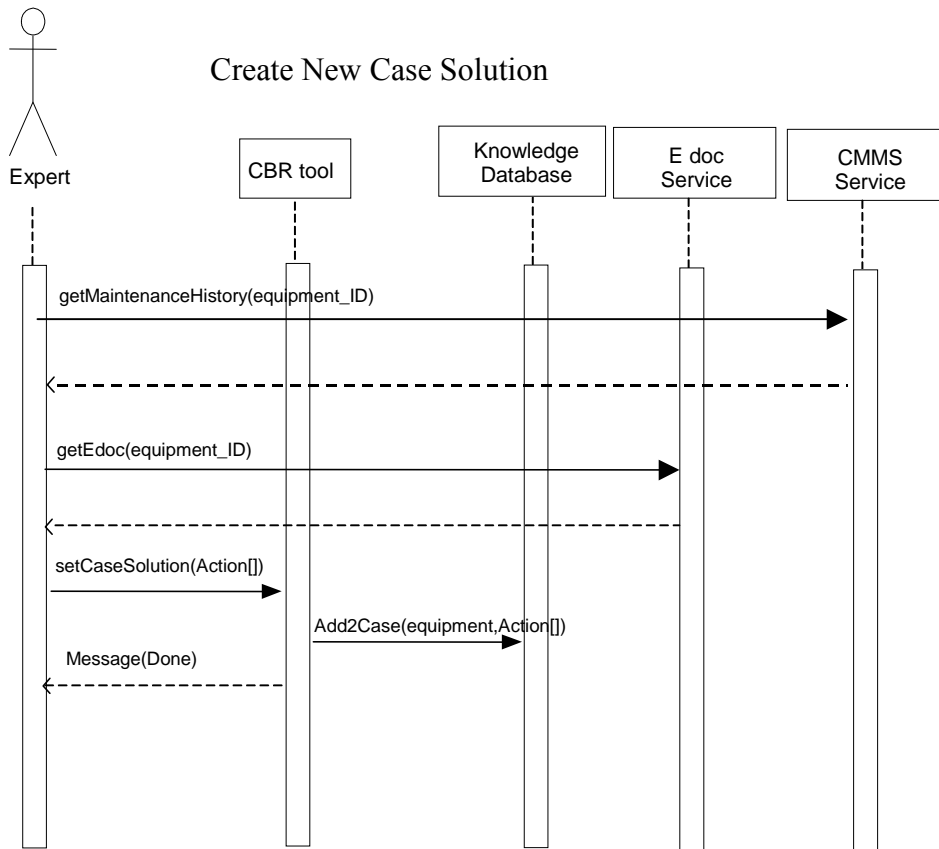 Create New Case Solution
Expert
CBR tool
Knowledge
Database
E doc
Service
CMMS
Service
getMaintenanceHistory(equipment_ID)
getEdoc(equipment_ID)
setCaseSolution(Action[])
Add2Case(equipment,Action[])
Message(Done)